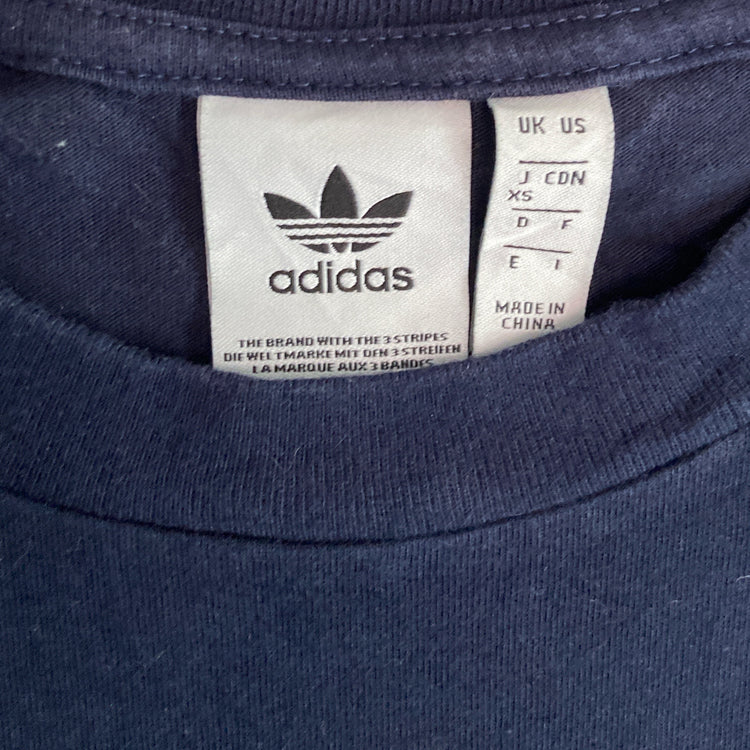 adidas
THE BRAND WITH THE 3 STRIPES
DIE WELTMARKE MIT DEN 3 STREIFEN
LA MARQUE AUX 3 BANDES
UK US
J CDN
XS
D F
E I
MADE IN
CHINA